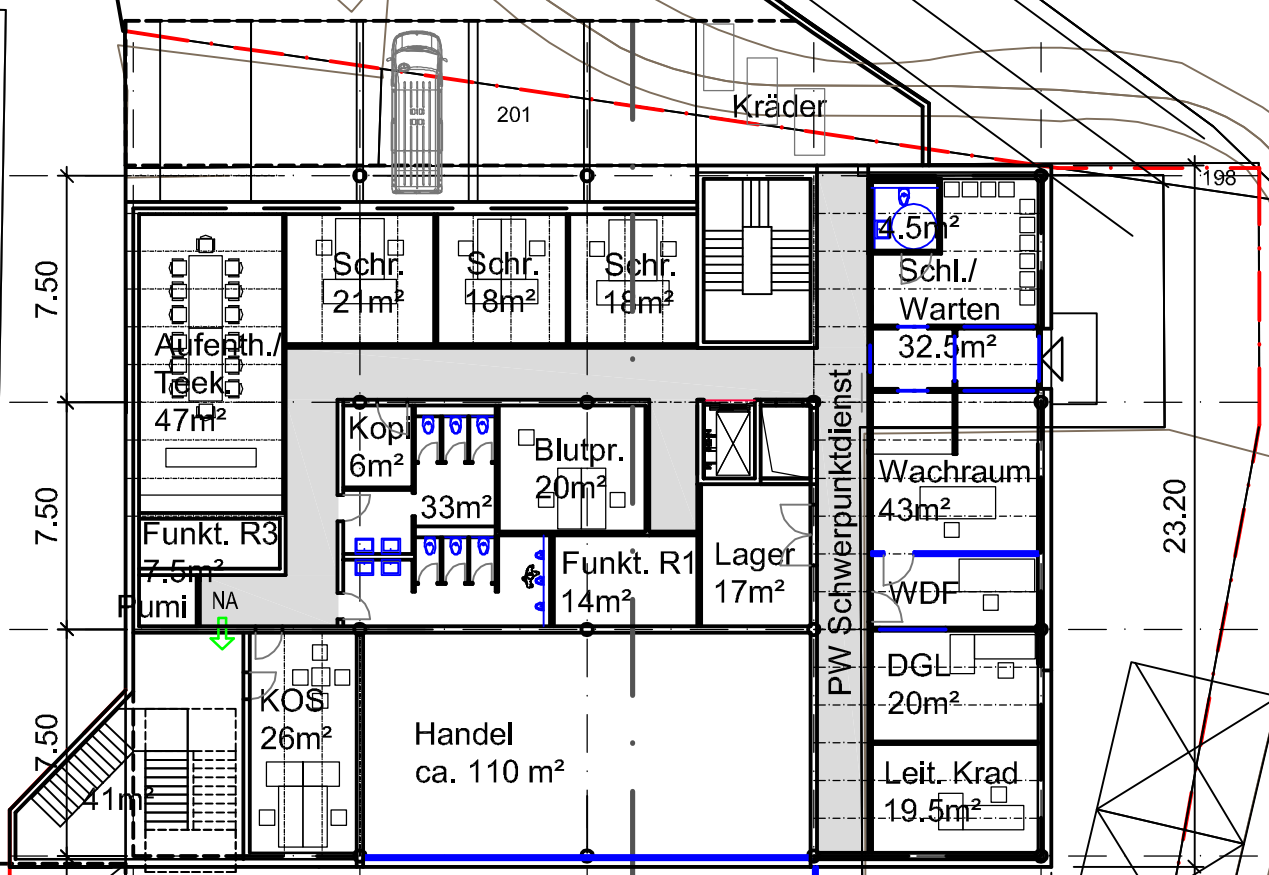 201
Kräder
198
7.50
7.50
7.50
23.20
Schr.
21m²
Schr.
18m²
Schr.
18m²
4.5m²
Schl./
Warten
32.5m²
Aufenth./
Teek.
47m²
Kopi
6m²
33m²
Blutpr.
20m²
PW Schwerpunktdienst
Wachraum
43m²
Funkt. R3
7.5m²
Pumi
NA
Funkt. R1
14m²
Lager
17m²
WDF
DGL
20m²
KOS
26m²
Handel
ca. 110 m²
Leit. Krad
19.5m²
41m²